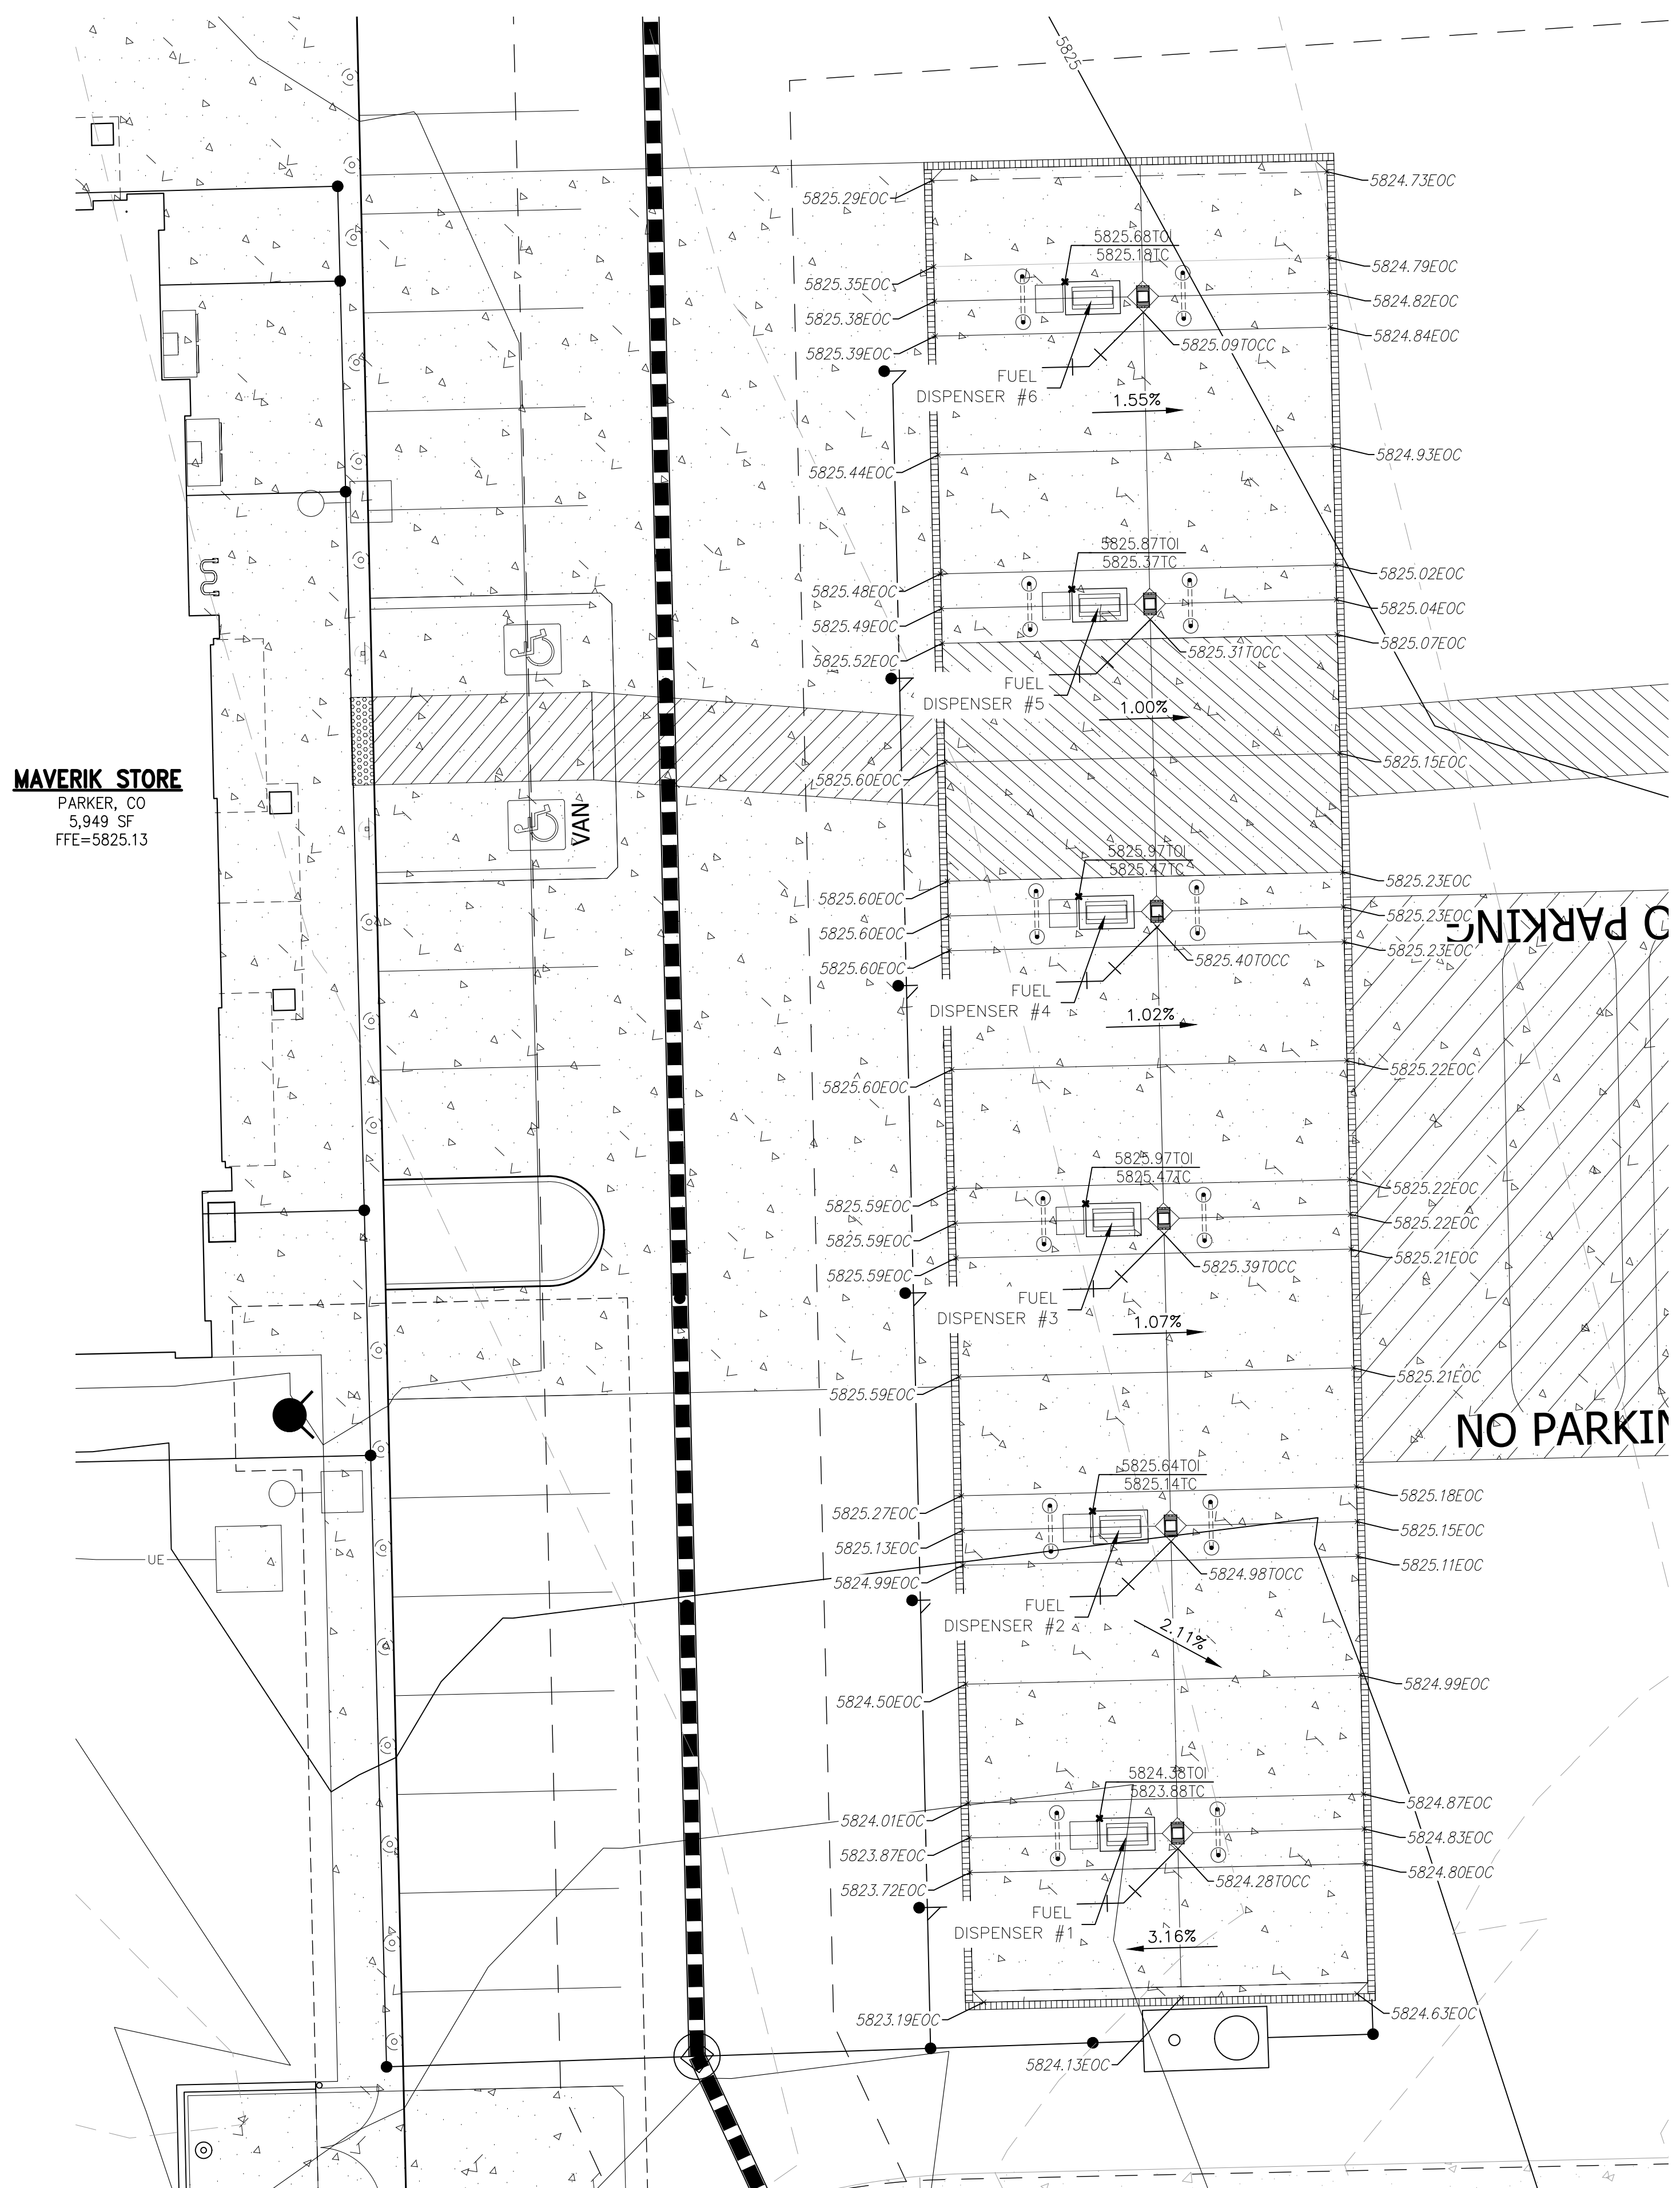 5825
5825.29EOC
5824.73EOC
5825.68TOI
5825.18TC
5824.79EOC
5825.35EOC
5824.82EOC
5825.38EOC
5824.84EOC
5825.39EOC
5825.09TOCC
FUEL
DISPENSER #6
1.55%
5824.93EOC
5825.44EOC
5825.87TOI
5825.37TC
5825.02EOC
5825.48EOC
5825.04EOC
5825.49EOC
5825.07EOC
5825.52EOC
5825.31TOCC
FUEL
DISPENSER #5
1.00%
5825.15EOC
5825.60EOC
MAVERIK STORE
PARKER, CO
5,949 SF
FFE=5825.13
VAN
5825.97TOI
5825.47TC
5825.23EOC
5825.60EOC
5825.23EOC
5825.60EOC
5825.23EOC
5825.60EOC
O PARKING
5825.40TOCC
FUEL
DISPENSER #4
1.02%
5825.22EOC
5825.60EOC
5825.97TOI
5825.47TC
5825.22EOC
5825.59EOC
5825.22EOC
5825.59EOC
5825.21EOC
5825.59EOC
5825.39TOCC
FUEL
DISPENSER #3
1.07%
5825.21EOC
5825.59EOC
NO PARKIN
5825.64TOI
5825.14TC
5825.18EOC
5825.27EOC
5825.15EOC
5825.13EOC
5825.11EOC
5824.99EOC
UE
5824.98TOCC
FUEL
DISPENSER #2
2.11%
5824.99EOC
5824.50EOC
5824.38TOI
5823.88TC
5824.87EOC
5824.01EOC
5824.83EOC
5823.87EOC
5824.80EOC
5823.72EOC
5824.28TOCC
FUEL
DISPENSER #1
3.16%
5824.63EOC
5823.19EOC
5824.13EOC